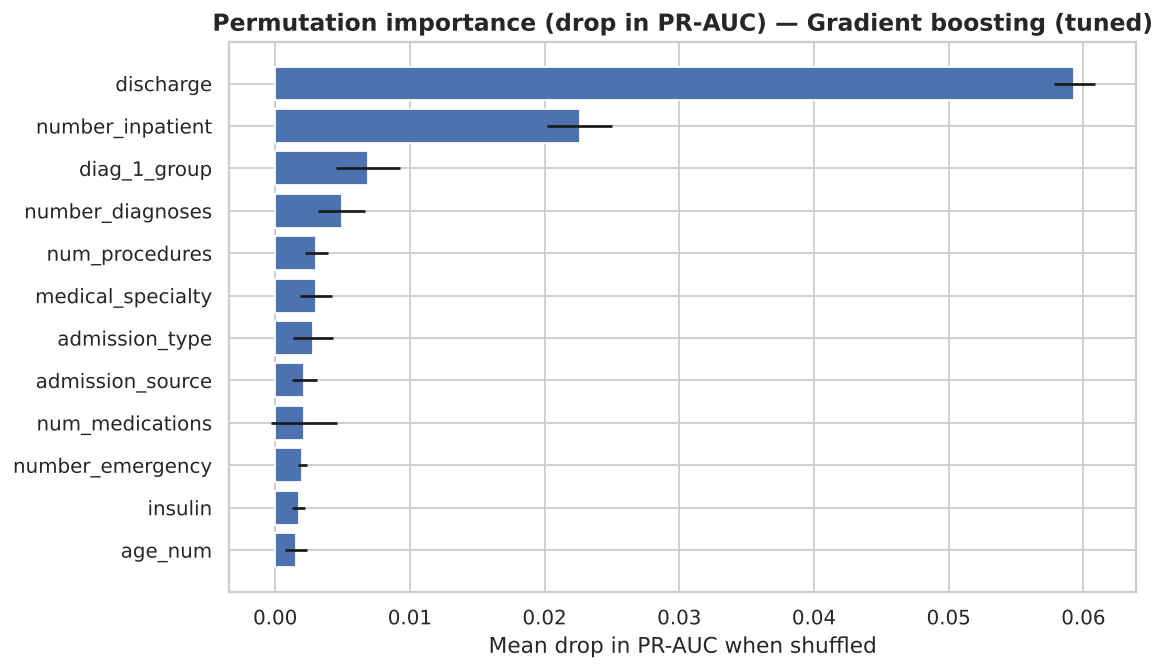 Permutation importance (drop in PR-AUC) — Gradient boosting (tuned)
discharge
number_inpatient
diag_1_group
number_diagnoses
num_procedures
medical_specialty
admission_type
admission_source
num_medications
number_emergency
insulin
age_num
0.00 0.01 0.02 0.03 0.04 0.05 0.06
Mean drop in PR-AUC when shuffled